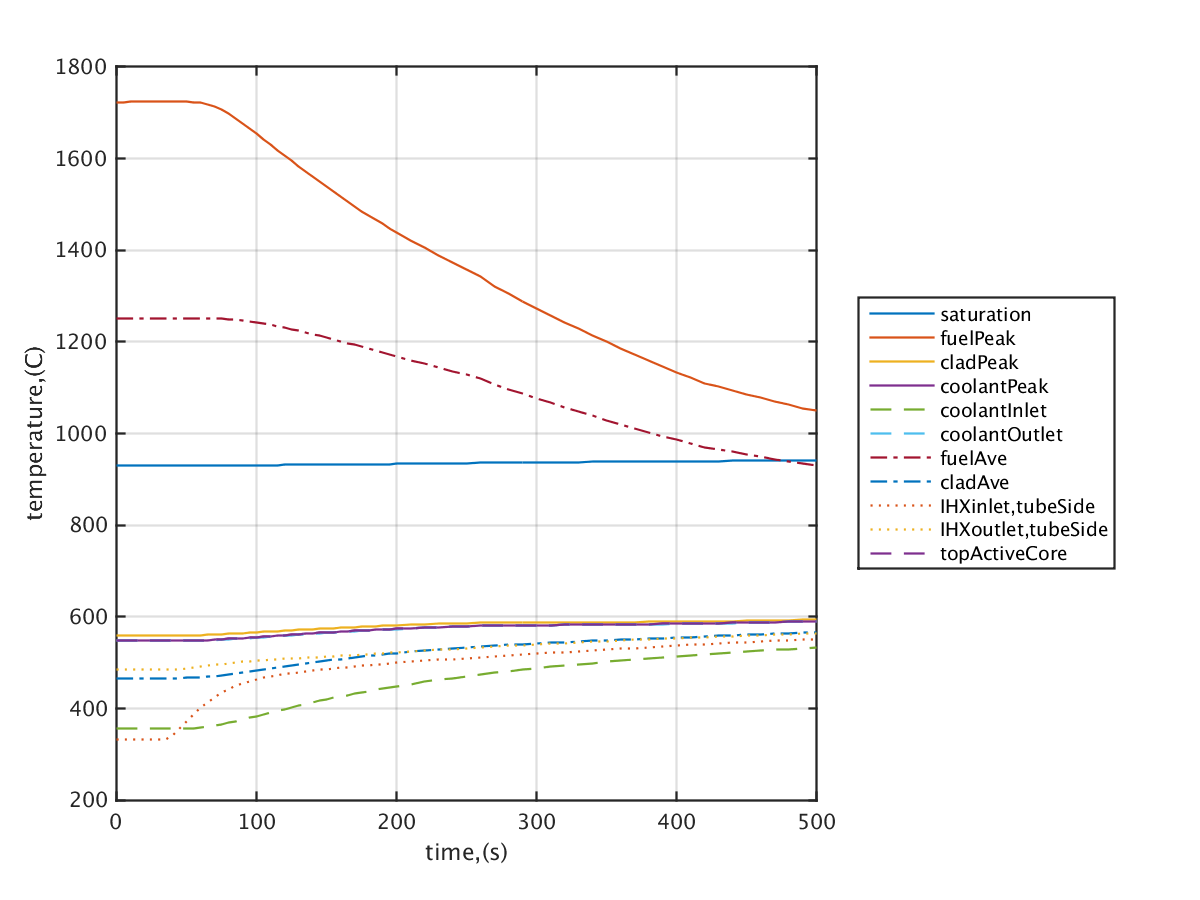 1800
1600
1400
1200
1000
800
600
400
200
0
100
200
300
400
500
temperature,(C)
time,(s)
saturation
fuelPeak
cladPeak
coolantPeak
coolantInlet
coolantOutlet
fuelAve
cladAve
IHXinlet,tubeSide
IHXoutlet,tubeSide
topActiveCore